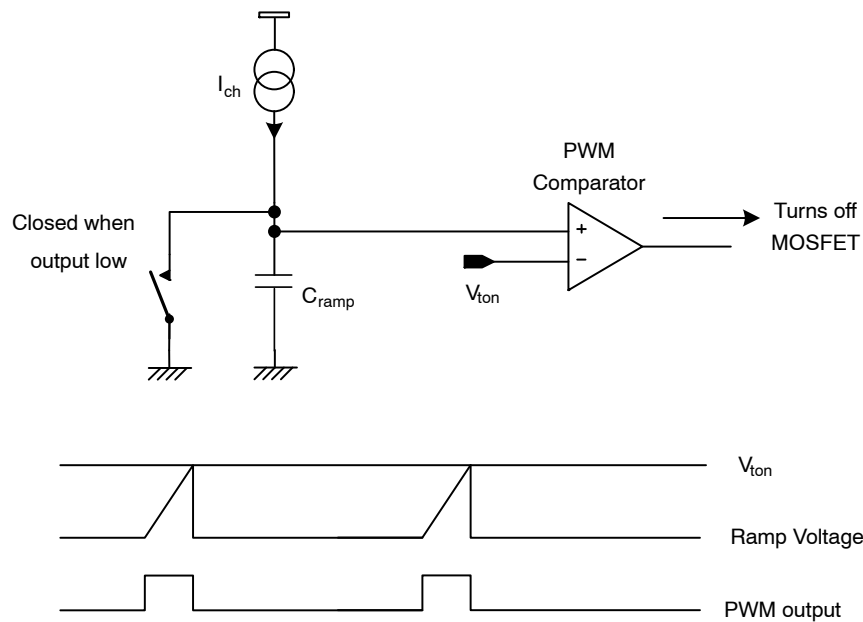 I_ch
PWM
Comparator
Closed when
output low
+
−
Turns off
MOSFET
V_ton
C_ramp
V_ton
Ramp Voltage
PWM output